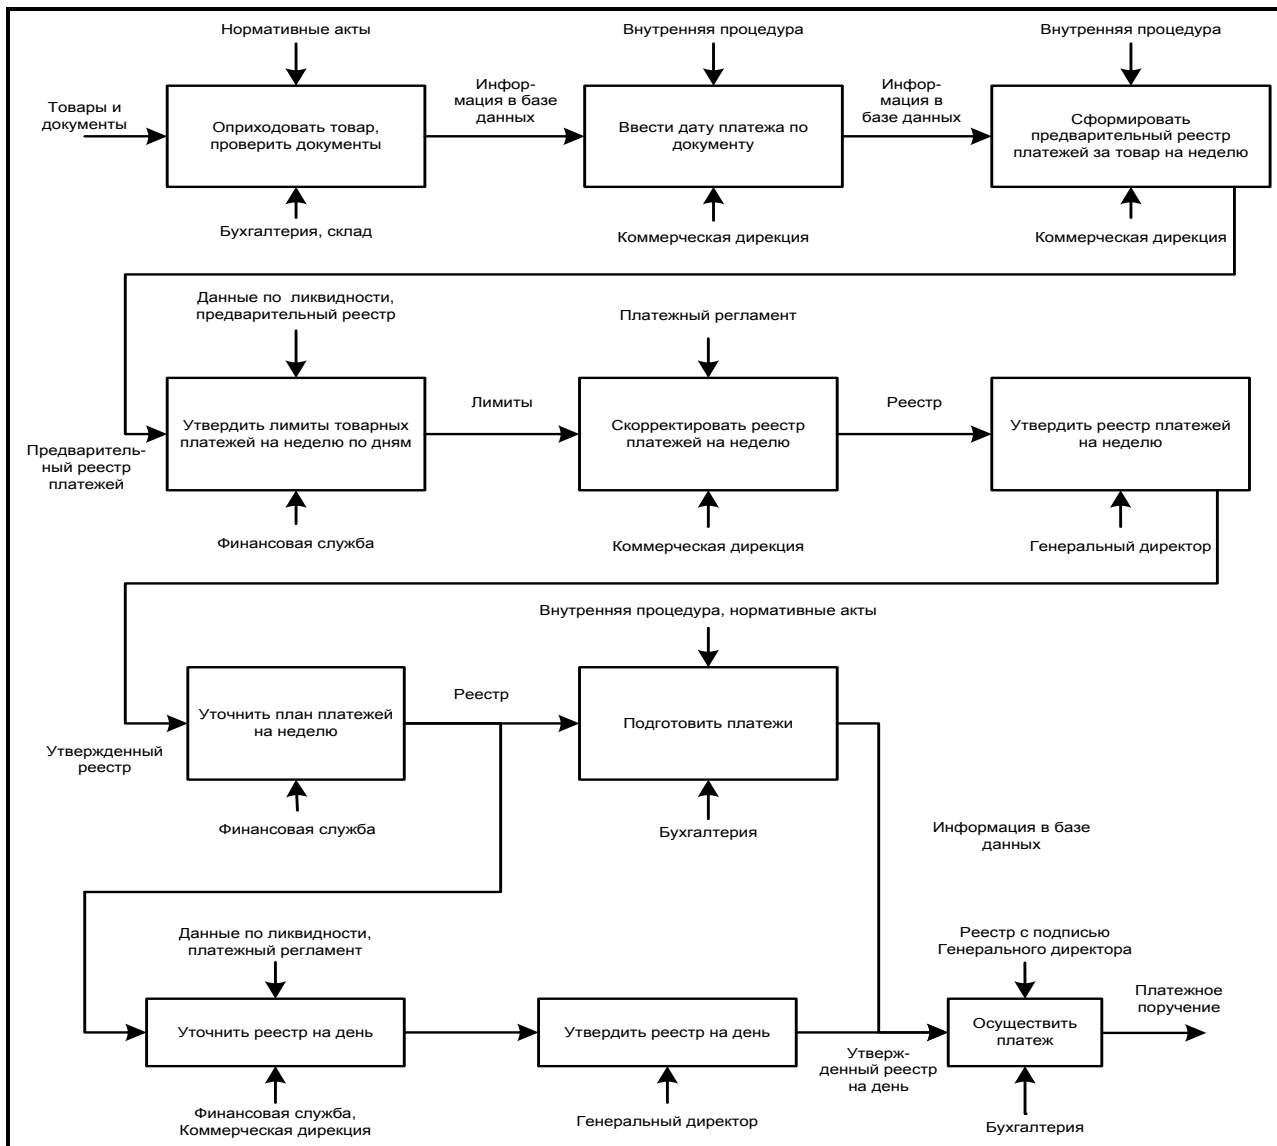 Нормативные акты
Внутренняя процедура
Внутренняя процедура
Товары и
документы
Оприходовать товар,
проверить документы
Инфор-
мация в базе
данных
Ввести дату платежа по
документу
Инфор-
мация в
базе данных
Сформировать
предварительный реестр
платежей за товар на неделю
Бухгалтерия, склад
Коммерческая дирекция
Коммерческая дирекция
Данные по ликвидности,
предварительный реестр
Платежный регламент
Предваритель-
ный реестр
платежей
Утвердить лимиты товарных
платежей на неделю по дням
Лимиты
Скорректировать реестр
платежей на неделю
Реестр
Утвердить реестр платежей
на неделю
Финансовая служба
Коммерческая дирекция
Генеральный директор
Внутренняя процедура, нормативные акты
Утвержденный
реестр
Уточнить план платежей
на неделю
Реестр
Подготовить платежи
Финансовая служба
Бухгалтерия
Информация в базе
данных
Данные по ликвидности,
платежный регламент
Реестр с подписью
Генерального директора
Уточнить реестр на день
Утвердить реестр на день
Утверж-
денный реестр
на день
Осуществить
платеж
Платежное
поручение
Финансовая служба,
Коммерческая дирекция
Генеральный директор
Бухгалтерия